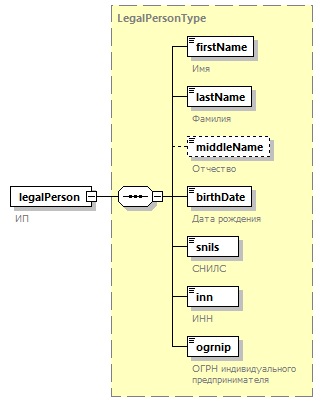 LegalPersonType
firstName
Имя
lastName
Фамилия
middleName
Отчество
legalPerson
ИП
birthDate
Дата рождения
snils
СНИЛС
inn
ИНН
ogrnip
ОГРН индивидуального
предпринимателя